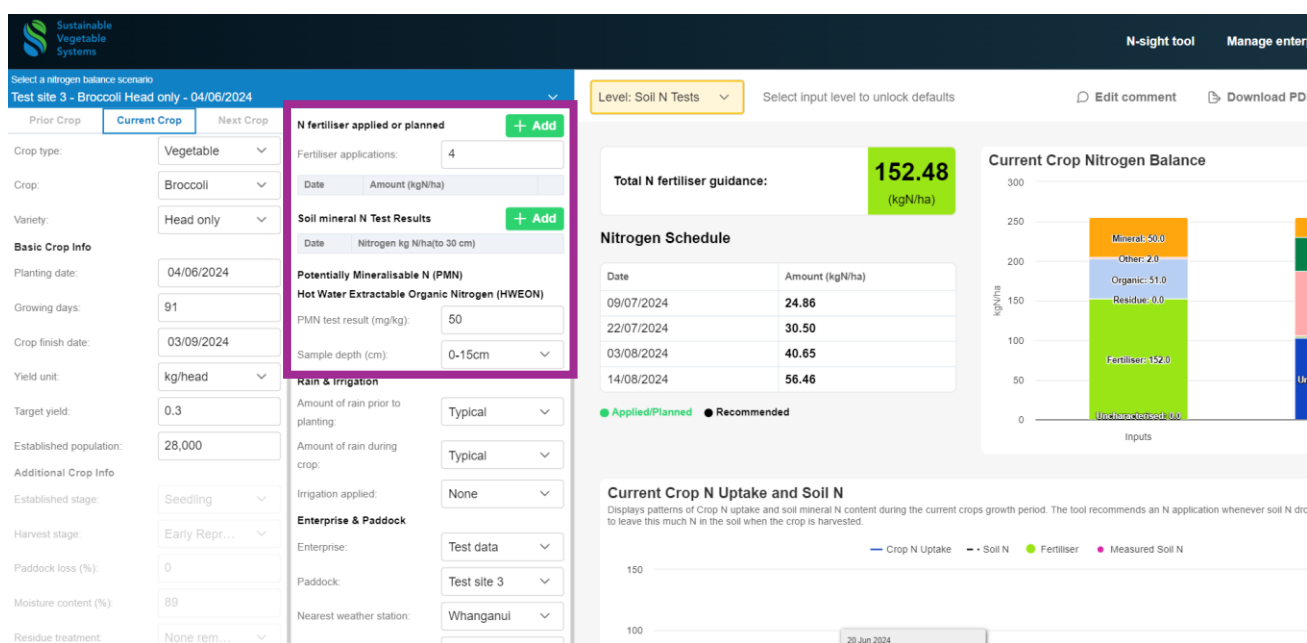 Sustainable
Vegetable
Systems
N-sight tool
Manage enter
Select a nitrogen balance scenario
Test site 3 - Broccoli Head only - 04/06/2024
Prior Crop
Current Crop
Next Crop
Crop type:
Vegetable
Crop:
Broccoli
Variety:
Head only
Basic Crop Info
Planting date:
04/06/2024
Growing days:
91
Crop finish date:
03/09/2024
Yield unit:
kg/head
Target yield:
0.3
Established population:
28,000
Additional Crop Info
Established stage:
Seedling
Harvest stage:
Early Repr...
Paddock loss (%):
0
Moisture content (%):
89
Residue treatment:
None rem...
N fertiliser applied or planned
+ Add
Fertiliser applications:
4
Date Amount (kgN/ha)
Soil mineral N Test Results
+ Add
Date Nitrogen kg N/ha(to 30 cm)
Potentially Mineralisable N (PMN)
Hot Water Extractable Organic Nitrogen (HWEON)
PMN test result (mg/kg):
50
Sample depth (cm):
0-15cm
Rain & Irrigation
Amount of rain prior to
planting:
Typical
Amount of rain during
crop:
Typical
Irrigation applied:
None
Enterprise & Paddock
Enterprise:
Test data
Paddock:
Test site 3
Nearest weather station:
Whanganui
Level: Soil N Tests
Select input level to unlock defaults
Edit comment
Download PD
Total N fertiliser guidance:
152.48
(kgN/ha)
Nitrogen Schedule
Date Amount (kgN/ha)
09/07/2024 24.86
22/07/2024 30.50
03/08/2024 40.65
14/08/2024 56.46
Applied/Planned Recommended
Current Crop Nitrogen Balance
kgN/ha
300
250
200
150
100
50
0
Mineral: 50.0
Other: 2.0
Organic: 51.0
Residue: 0.0
Fertiliser: 152.0
Uncharacterised: 0.0
Un
Inputs
Current Crop N Uptake and Soil N
Displays patterns of Crop N uptake and soil mineral N content during the current crops growth period. The tool recommends an N application whenever soil N dro
to leave this much N in the soil when the crop is harvested.
Crop N Uptake Soil N Fertiliser Measured Soil N
150
100
20 Jun 2024